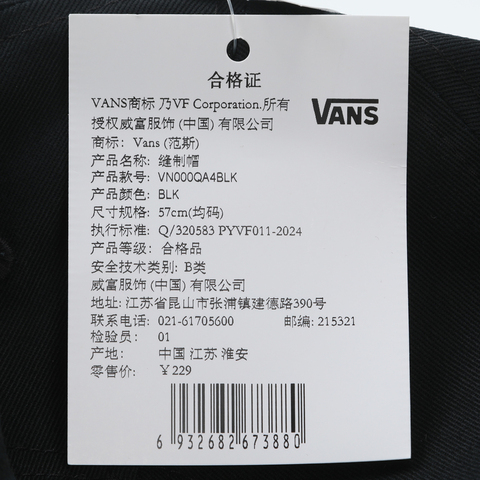 合格证
VANS商标 乃VF Corporation.所有
VANS
授权威富服饰 (中国) 有限公司
商标: Vans (范斯)
产品名称: 缝制帽
产品款号: VN000QA4BLK
产品颜色: BLK
尺寸规格: 57cm(均码)
执行标准: Q/320583 PYVF011-2024
产品等级: 合格品
安全技术类别: B类
威富服饰 (中国) 有限公司
地址: 江苏省昆山市张浦镇建德路390号
联系电话: 021-61705600 邮编: 215321
检验员: 01
产地: 中国 江苏 淮安
零售价: ￥229
6 932682 673880